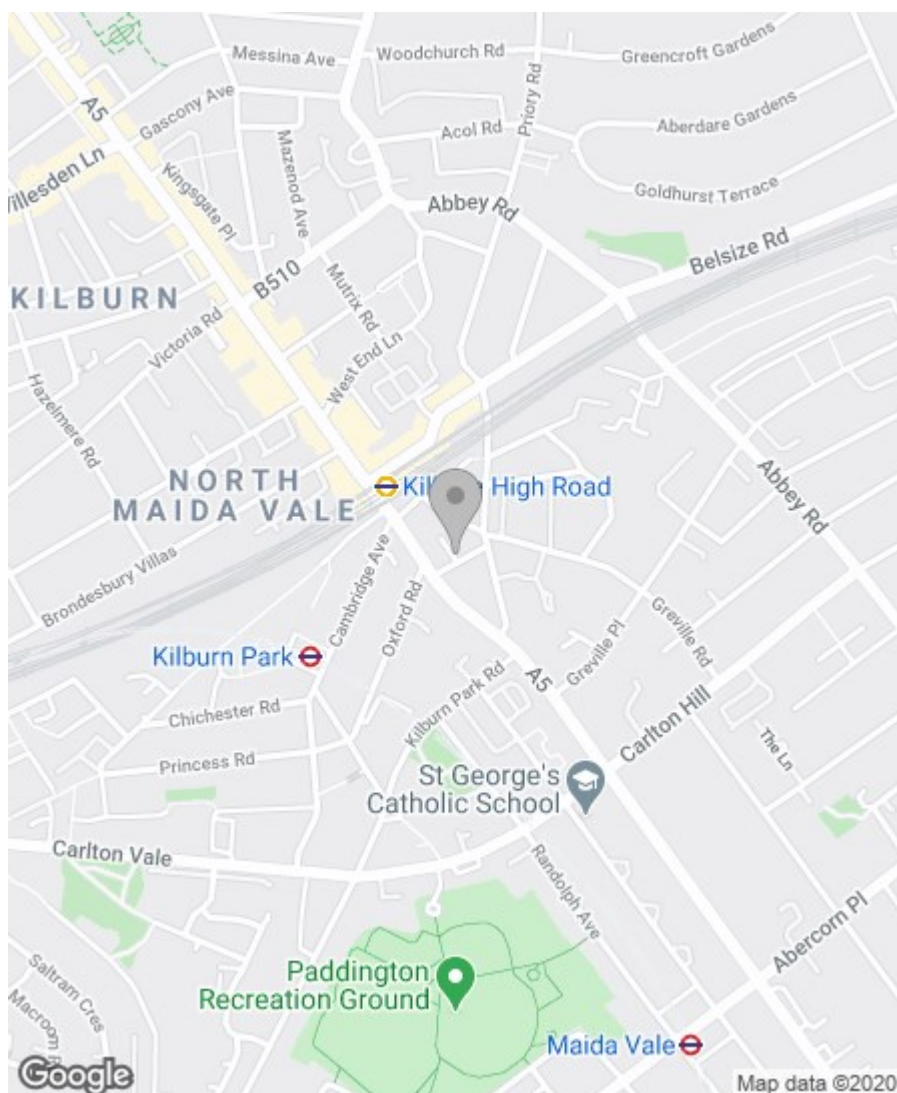 Messina Ave
Woodchurch Rd
Greencroft Gardens
A5
Gascony Ave
Priory Rd
Acol Rd
Aberdare Gardens
Mazenod Ave
Kingsgate Pl
Goldhurst Terrace
Abbey Rd
Belsize Rd
B510
KILBURN
Mutrix Rd
Victoria Rd
West End Ln
Hazelmere Rd
NORTH
MAIDA VALE
High Road
Abbey Rd
Brondesbury Villas
Cambridge Ave
Oxford Rd
Greville Rd
Greville Pl
Kilburn Park
Kilburn Park Rd
A5
Chichester Rd
Carlton Hill
The Ln
Princess Rd
St George's
Catholic School
Carlton Vale
Randolph Ave
Abercorn Pl
Saltram Cres
Paddington
Recreation Ground
Maida Vale
Google
Map data ©2020